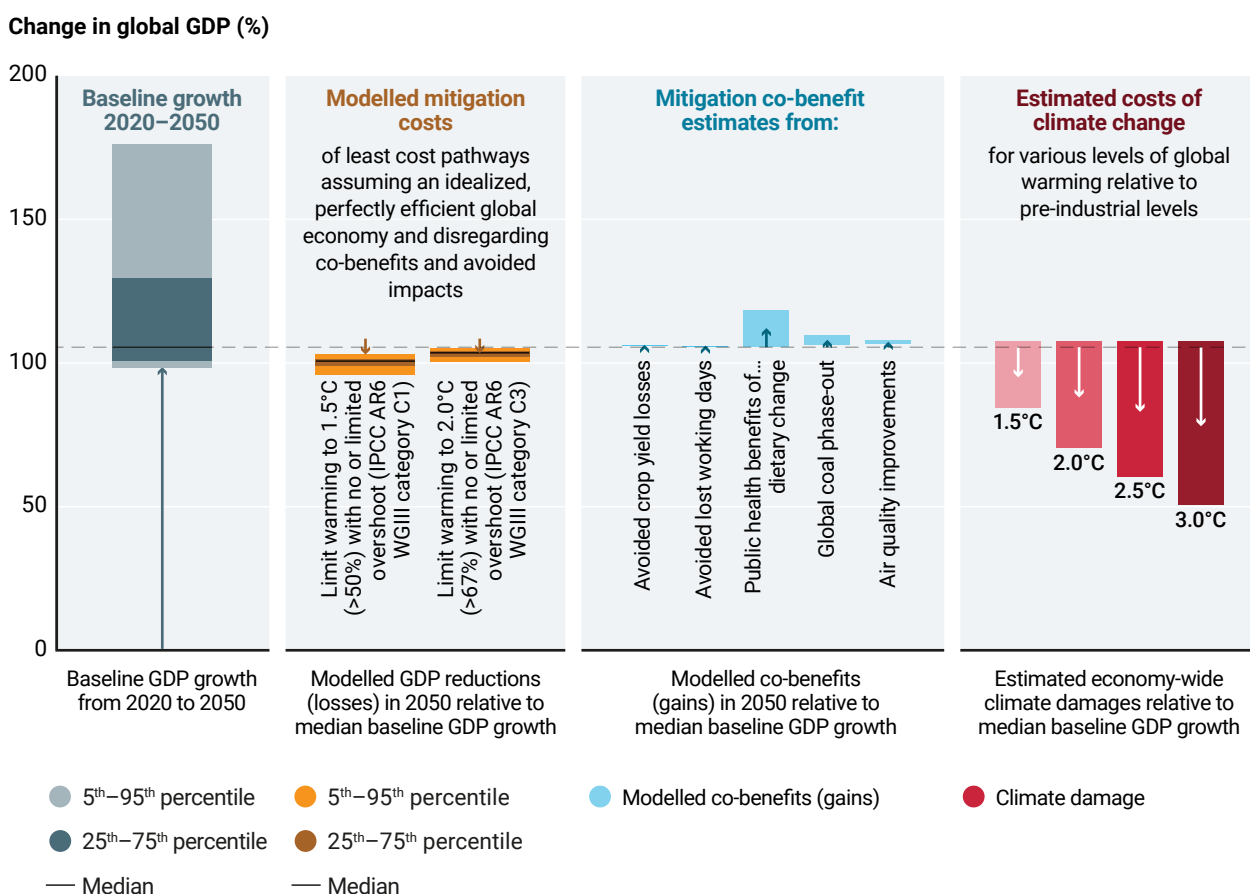 Change in global GDP (%)
200
150
100
50
0
Baseline growth
2020–2050
Modelled mitigation
costs
of least cost pathways
assuming an idealized,
perfectly efficient global
economy and disregarding
co-benefits and avoided
impacts
Mitigation co-benefit
estimates from:
Estimated costs of
climate change
for various levels of global
warming relative to
pre-industrial levels
Limit warming to 1.5°C
(>50%) with no or limited
overshoot (IPCC AR6
WGIII category C1)
Limit warming to 2.0°C
(>67%) with no or limited
overshoot (IPCC AR6
WGIII category C3)
Avoided crop yield losses
Avoided lost working days
Public health benefits of...
dietary change
Global coal phase-out
Air quality improvements
1.5°C
2.0°C
2.5°C
3.0°C
Baseline GDP growth
from 2020 to 2050
Modelled GDP reductions
(losses) in 2050 relative to
median baseline GDP growth
Modelled co-benefits
(gains) in 2050 relative to
median baseline GDP growth
Estimated economy-wide
climate damages relative to
median baseline GDP growth
5th–95th percentile
25th–75th percentile
Median
5th–95th percentile
25th–75th percentile
Median
Modelled co-benefits (gains)
Climate damage